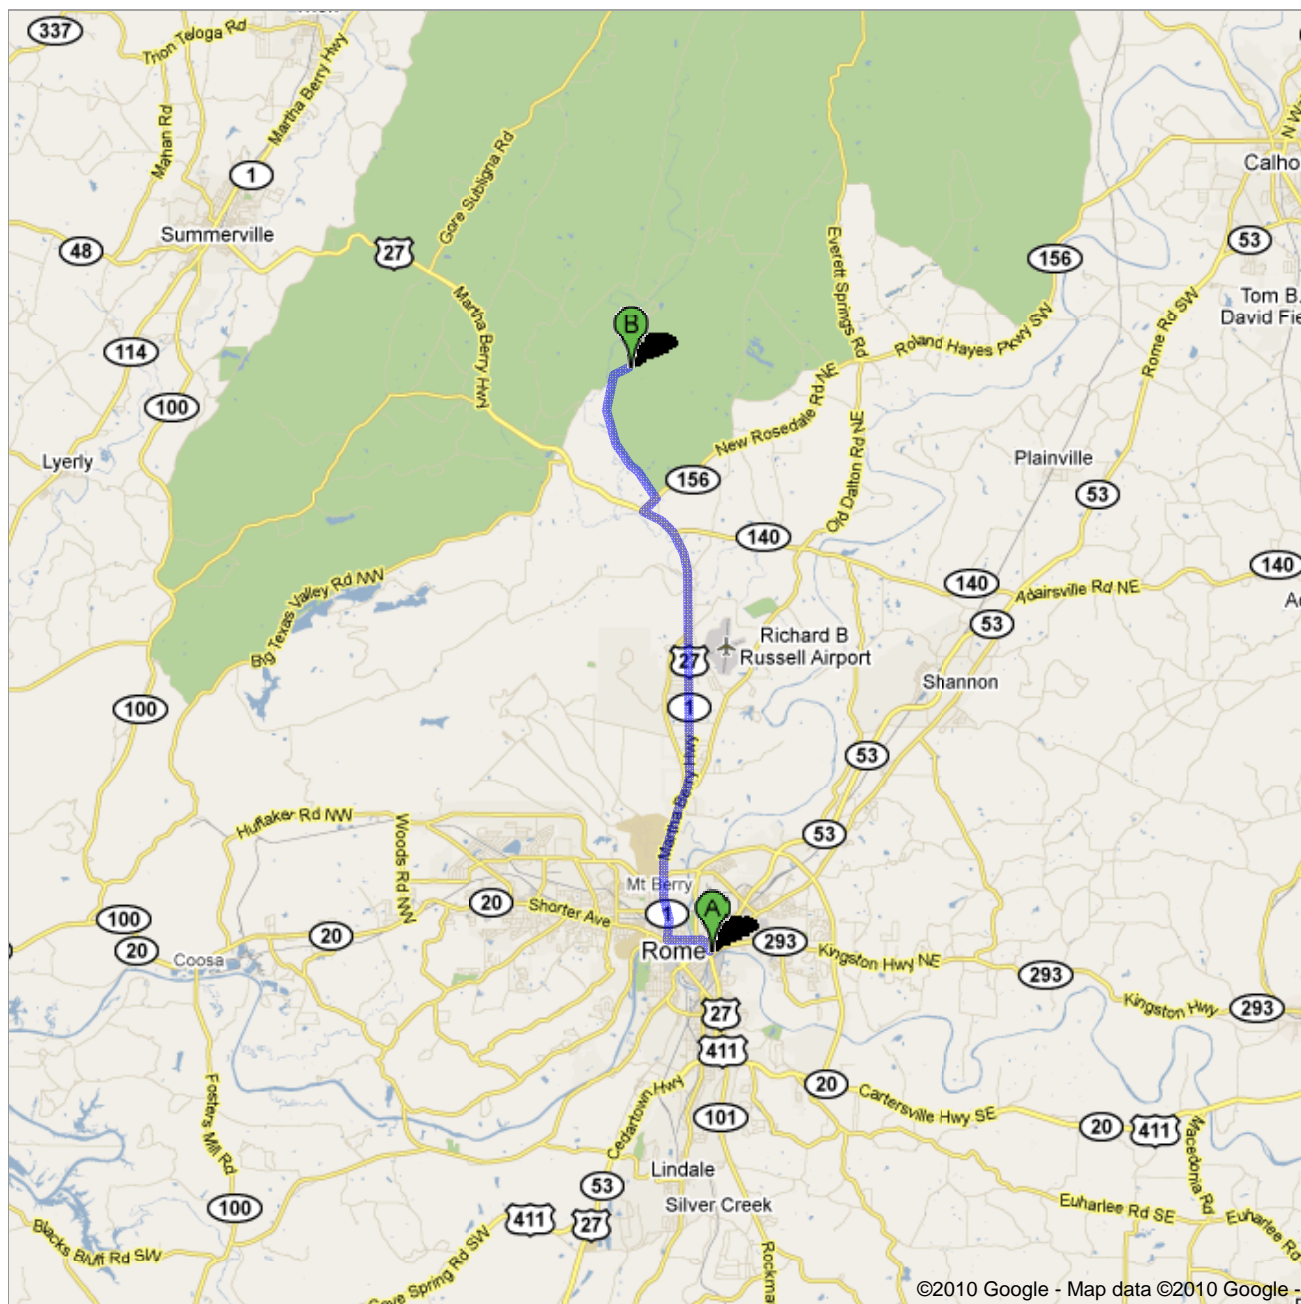 337
Trion Teloga Rd
Martha Berry Hwy
Mahan Rd
1
Summerville
48
27
Gore Subligna Rd
Everett Springs Rd
156
53
Roland Hayes Pkwy SW
Rome Rd SW
Tom B.
David Fie
Calho
114
100
Martha Berry Hwy
B
New Rosedale Rd NE
Lyerly
156
Old Dalton Rd NE
Plainville
53
140
140
140
Adairsville Rd NE
53
Big Texas Valley Rd NW
27
Richard B
Russell Airport
Shannon
100
1
53
Martha Berry Hwy
Huffaker Rd NW
Woods Rd NW
53
Mt Berry
20
Shorter Ave
1
A
100
20
20
Coosa
Rome
293
Kingston Hwy NE
293
Kingston Hwy
293
27
411
20
Cartersville Hwy SE
20
411
Macedonia Rd
Fosters Mill Rd
Cedartown Hwy
101
Lindale
53
Silver Creek
100
411
27
Euharlee Rd SE
Euharlee Rd
Blacks Bluff Rd SW
Cave Spring Rd SW
Rockma
©2010 Google - Map data ©2010 Google -